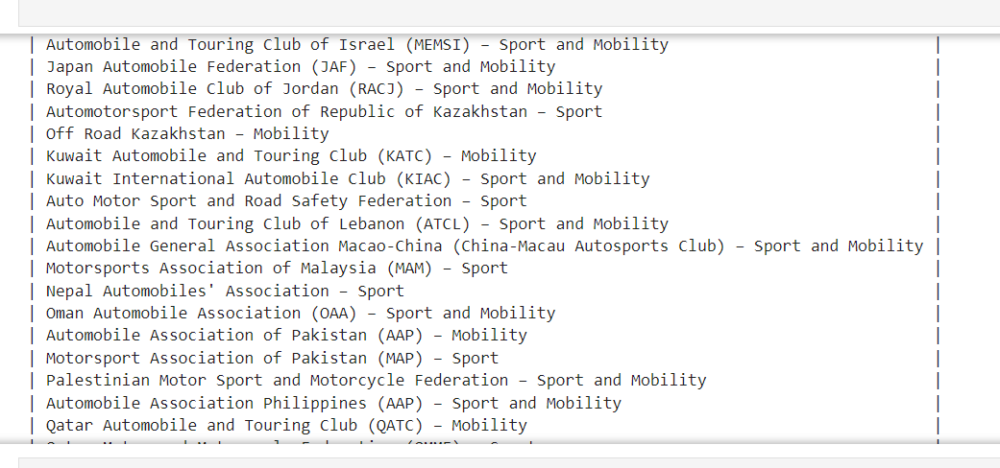 | Automobile and Touring Club of Israel (MEMSI) – Sport and Mobility |
| Japan Automobile Federation (JAF) – Sport and Mobility |
| Royal Automobile Club of Jordan (RACJ) – Sport and Mobility |
| Automotorsport Federation of Republic of Kazakhstan – Sport |
| Off Road Kazakhstan – Mobility |
| Kuwait Automobile and Touring Club (KATC) – Mobility |
| Kuwait International Automobile Club (KIAC) – Sport and Mobility |
| Auto Motor Sport and Road Safety Federation – Sport |
| Automobile and Touring Club of Lebanon (ATCL) – Sport and Mobility |
| Automobile General Association Macao-China (China-Macau Autosports Club) – Sport and Mobility |
| Motorsports Association of Malaysia (MAM) – Sport |
| Nepal Automobiles' Association – Sport |
| Oman Automobile Association (OAA) – Sport and Mobility |
| Automobile Association of Pakistan (AAP) – Mobility |
| Motorsport Association of Pakistan (MAP) – Sport |
| Palestinian Motor Sport and Motorcycle Federation – Sport and Mobility |
| Automobile Association Philippines (AAP) – Sport and Mobility |
| Qatar Automobile and Touring Club (QATC) – Mobility |